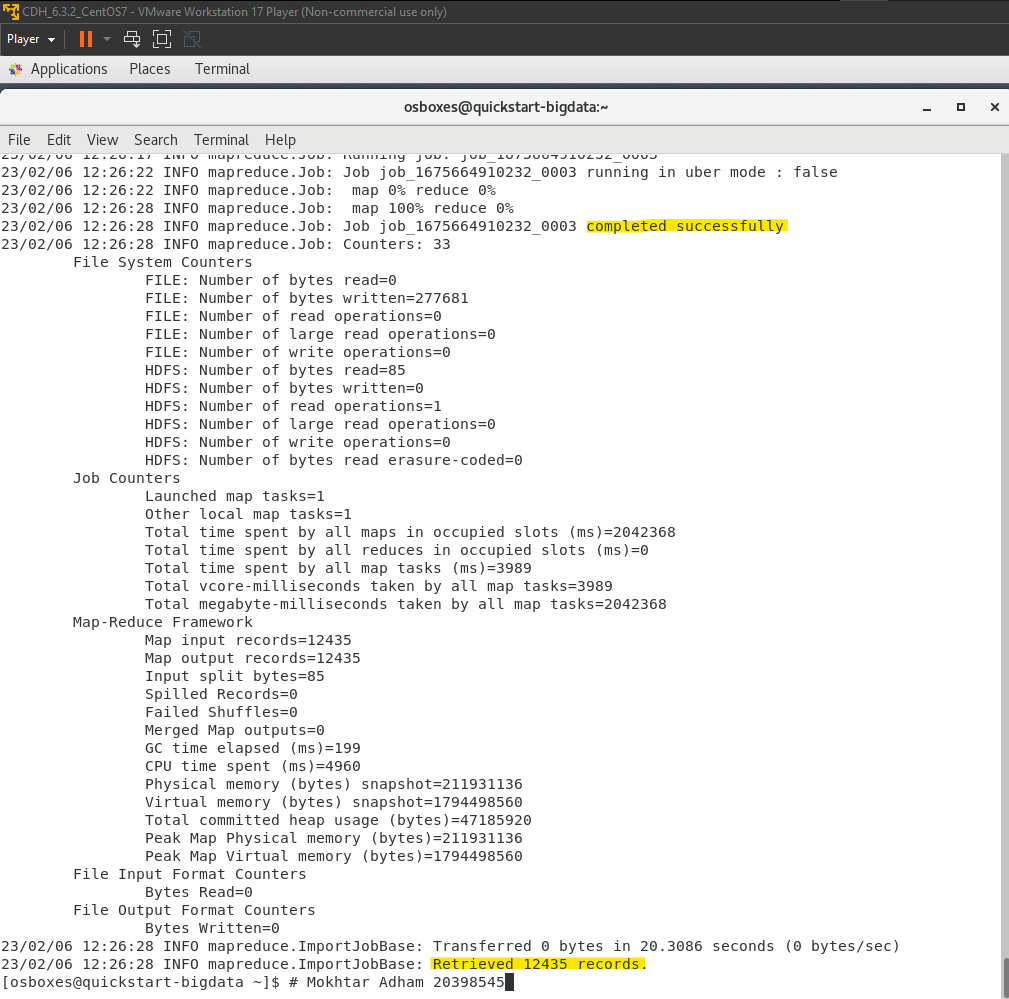 CDH_6.3.2_CentOS7 - VMware Workstation 17 Player (Non-commercial use only)
Player
Applications Places Terminal
osboxes@quickstart-bigdata:~
File Edit View Search Terminal Help
23/02/06 12:26:17 INFO mapreduce.Job: Running job: job_1675664910232_0003
23/02/06 12:26:22 INFO mapreduce.Job: Job job_1675664910232_0003 running in uber mode : false
23/02/06 12:26:22 INFO mapreduce.Job:  map 0% reduce 0%
23/02/06 12:26:28 INFO mapreduce.Job:  map 100% reduce 0%
23/02/06 12:26:28 INFO mapreduce.Job: Job job_1675664910232_0003 completed successfully
23/02/06 12:26:28 INFO mapreduce.Job: Counters: 33
File System Counters
FILE: Number of bytes read=0
FILE: Number of bytes written=277681
FILE: Number of read operations=0
FILE: Number of large read operations=0
FILE: Number of write operations=0
HDFS: Number of bytes read=85
HDFS: Number of bytes written=0
HDFS: Number of read operations=1
HDFS: Number of large read operations=0
HDFS: Number of write operations=0
HDFS: Number of bytes read erasure-coded=0
Job Counters
Launched map tasks=1
Other local map tasks=1
Total time spent by all maps in occupied slots (ms)=2042368
Total time spent by all reduces in occupied slots (ms)=0
Total time spent by all map tasks (ms)=3989
Total vcore-milliseconds taken by all map tasks=3989
Total megabyte-milliseconds taken by all map tasks=2042368
Map-Reduce Framework
Map input records=12435
Map output records=12435
Input split bytes=85
Spilled Records=0
Failed Shuffles=0
Merged Map outputs=0
GC time elapsed (ms)=199
CPU time spent (ms)=4960
Physical memory (bytes) snapshot=211931136
Virtual memory (bytes) snapshot=1794498560
Total committed heap usage (bytes)=47185920
Peak Map Physical memory (bytes)=211931136
Peak Map Virtual memory (bytes)=1794498560
File Input Format Counters
Bytes Read=0
File Output Format Counters
Bytes Written=0
23/02/06 12:26:28 INFO mapreduce.ImportJobBase: Transferred 0 bytes in 20.3086 seconds (0 bytes/sec)
23/02/06 12:26:28 INFO mapreduce.ImportJobBase: Retrieved 12435 records.
[osboxes@quickstart-bigdata ~]$ # Mokhtar Adham 20398545